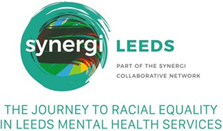 synergi LEEDS
PART OF THE SYNERGI
COLLABORATIVE NETWORK
THE JOURNEY TO RACIAL EQUALITY
IN LEEDS MENTAL HEALTH SERVICES